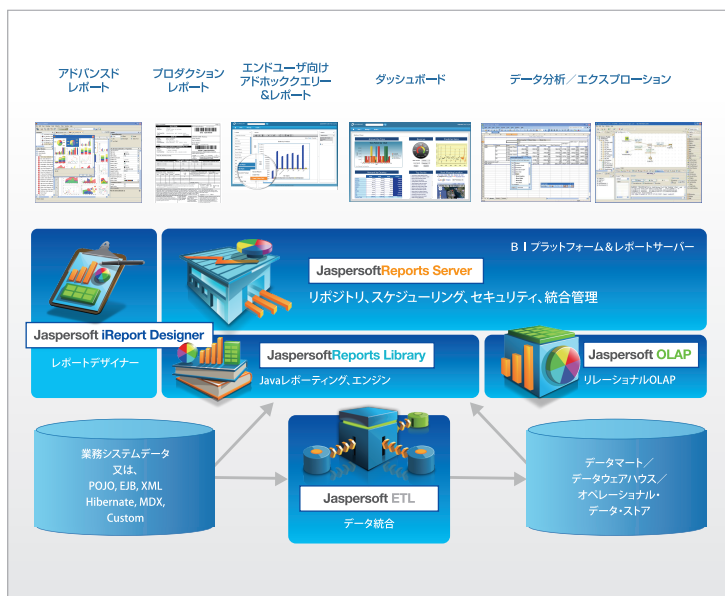 アドバンスド
レポート
プロダクション
レポート
エンドユーザ向け
アドホッククエリー
&レポート
ダッシュボード
データ分析／エクスプローション
BIプラットフォーム&レポートサーバー
JaspersoftReports Server
リポジトリ、スケジューリング、セキュリティ、統合管理
Jaspersoft iReport Designer
レポートデザイナー
JaspersoftReports Library
Javaレポーティング、エンジン
Jaspersoft OLAP
リレーショナルOLAP
業務システムデータ
又は、
POJO, EJB, XML
Hibernate, MDX,
Custom
Jaspersoft ETL
データ統合
データマート／
データウェアハウス／
オペレーショナル・
データ・ストア